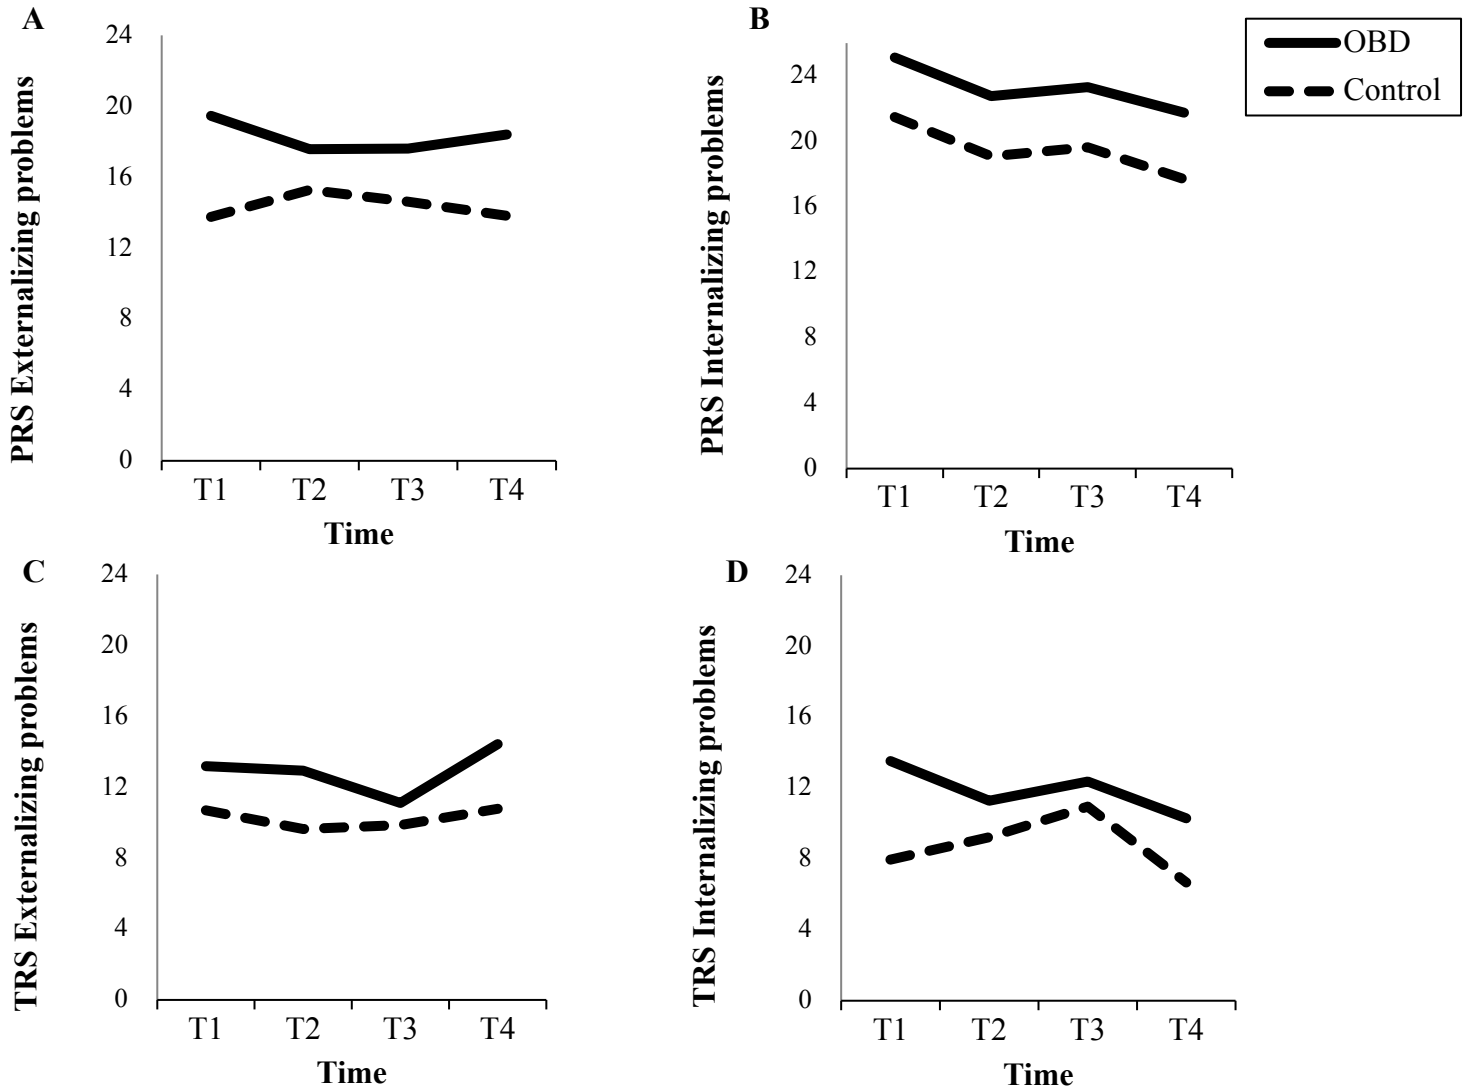 A
PRS Externalizing problems
24
20
16
12
8
4
0
T1 T2 T3 T4
Time
B
PRS Internalizing problems
24
20
16
12
8
4
0
T1 T2 T3 T4
Time
OBD
Control
C
TRS Externalizing problems
24
20
16
12
8
4
0
T1 T2 T3 T4
Time
D
TRS Internalizing problems
24
20
16
12
8
4
0
T1 T2 T3 T4
Time